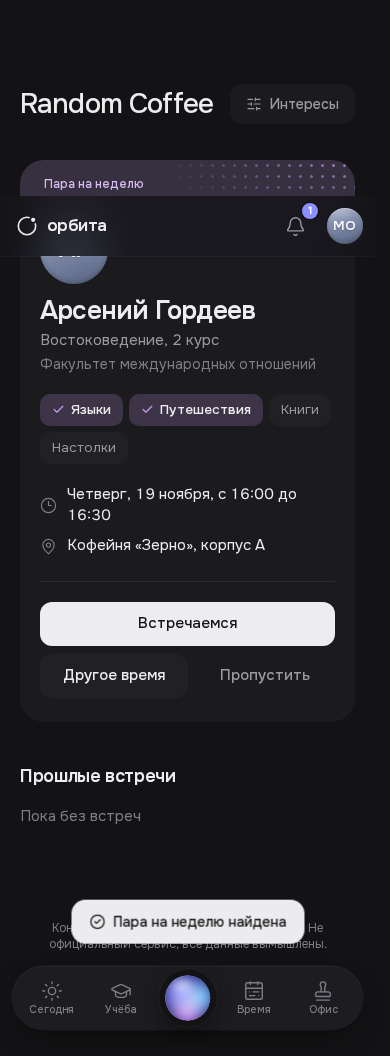 Random Coffee
Интересы
Пара на неделю
орбита
1
МО
Арсений Гордеев
Востоковедение, 2 курс
Факультет международных отношений
Языки
Путешествия
Книги
Настолки
Четверг, 19 ноября, с 16:00 до
16:30
Кофейня «Зерно», корпус А
Встречаемся
Другое время
Пропустить
Прошлые встречи
Пока без встреч
Пара на неделю найдена
Не
официальный сервис, все данные вымышлены.
Сегодня
Учёба
Время
Офис